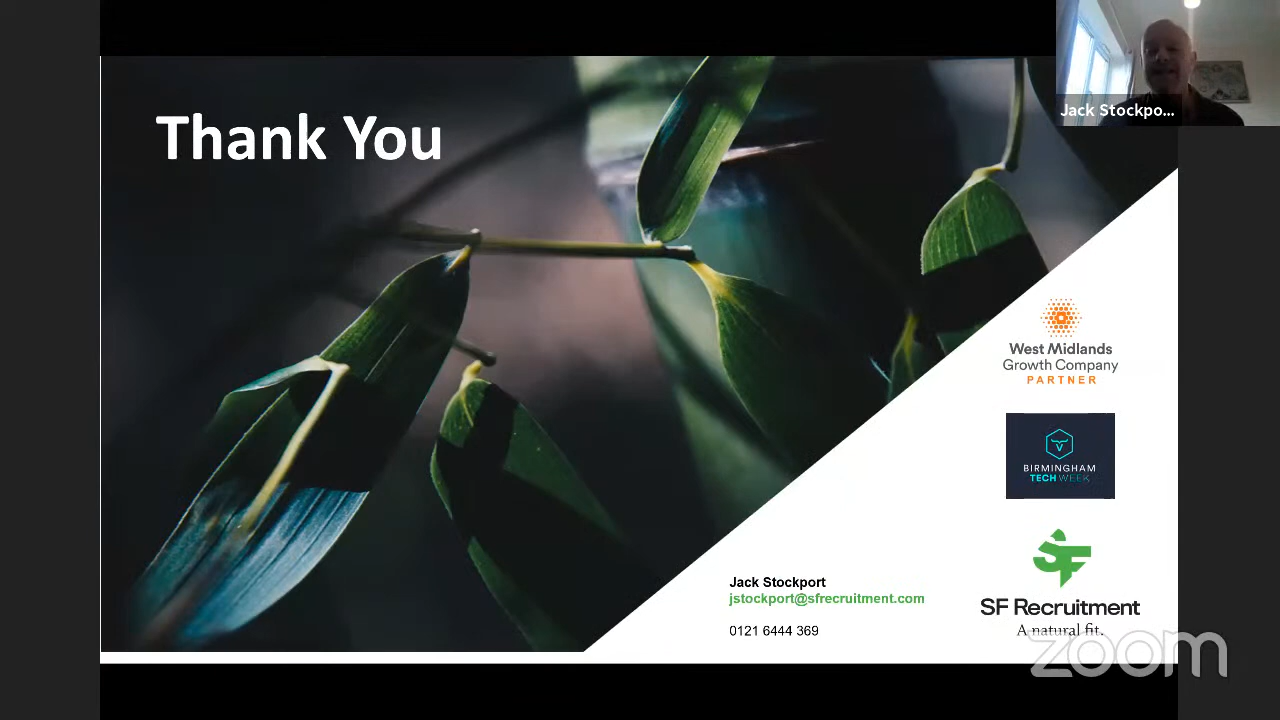 Thank You
Jack Stockpo...
West Midlands
Growth Company
PARTNER
BIRMINGHAM
TECH WEEK
SF
SF Recruitment
A natural fit.
Jack Stockport
jstockport@sfrecruitment.com
0121 6444 369
zoom